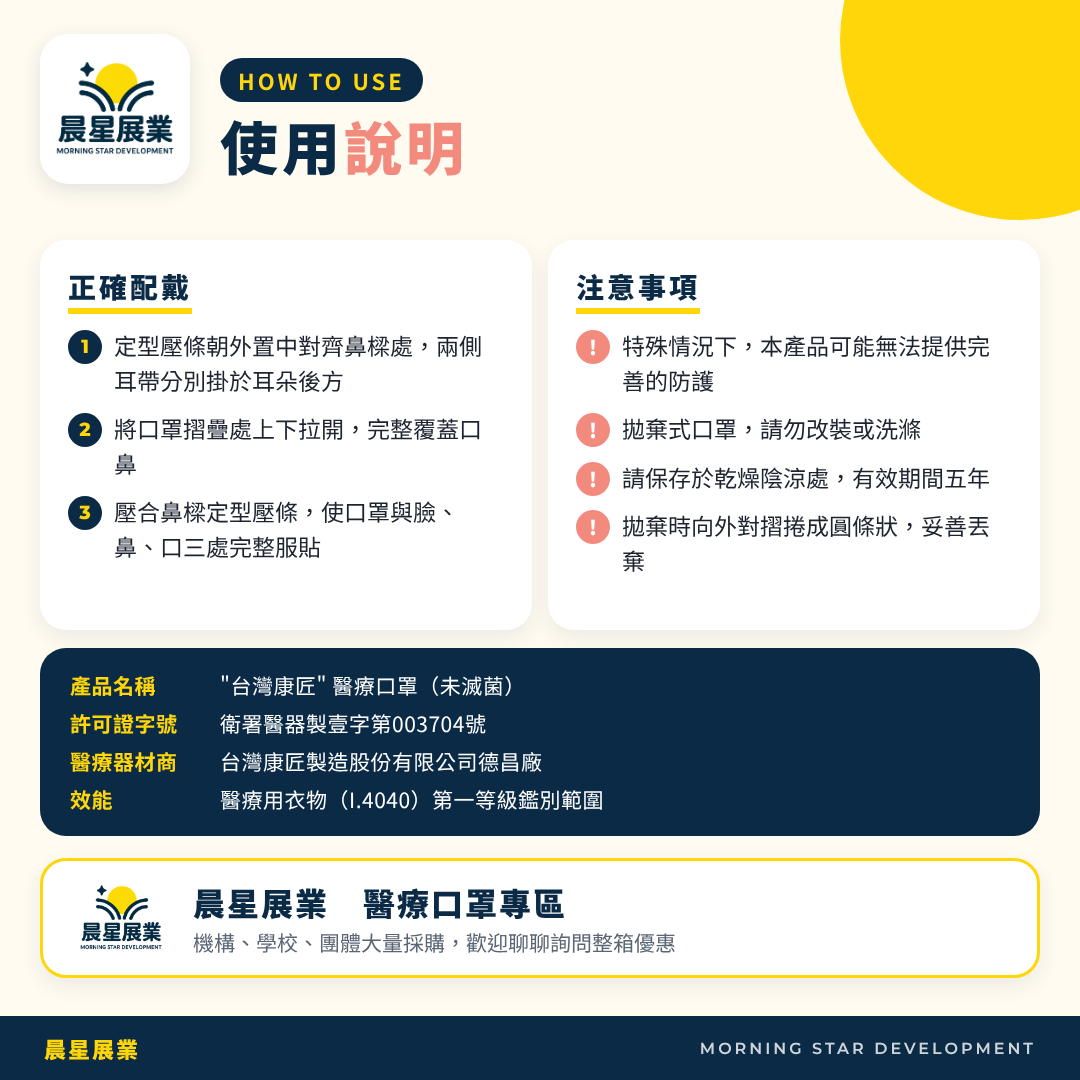 晨星展業
MORNING STAR DEVELOPMENT
HOW TO USE
使用說明
正確配戴
1 定型壓條朝外置中對齊鼻樑處，兩側
耳帶分別掛於耳朵後方
2 將口罩摺疊處上下拉開，完整覆蓋口
鼻
3 壓合鼻樑定型壓條，使口罩與臉、
鼻、口三處完整服貼
注意事項
! 特殊情況下，本產品可能無法提供完
善的防護
! 拋棄式口罩，請勿改裝或洗滌
! 請保存於乾燥陰涼處，有效期間五年
! 拋棄時向外對摺捲成圓條狀，妥善丟
棄
產品名稱 "台灣康匠" 醫療口罩（未滅菌）
許可證字號 衛署醫器製壹字第003704號
醫療器材商 台灣康匠製造股份有限公司德昌廠
效能 醫療用衣物（I.4040）第一等級鑑別範圍
晨星展業
MORNING STAR DEVELOPMENT
晨星展業　醫療口罩專區
機構、學校、團體大量採購，歡迎聊聊詢問整箱優惠
晨星展業
MORNING STAR DEVELOPMENT